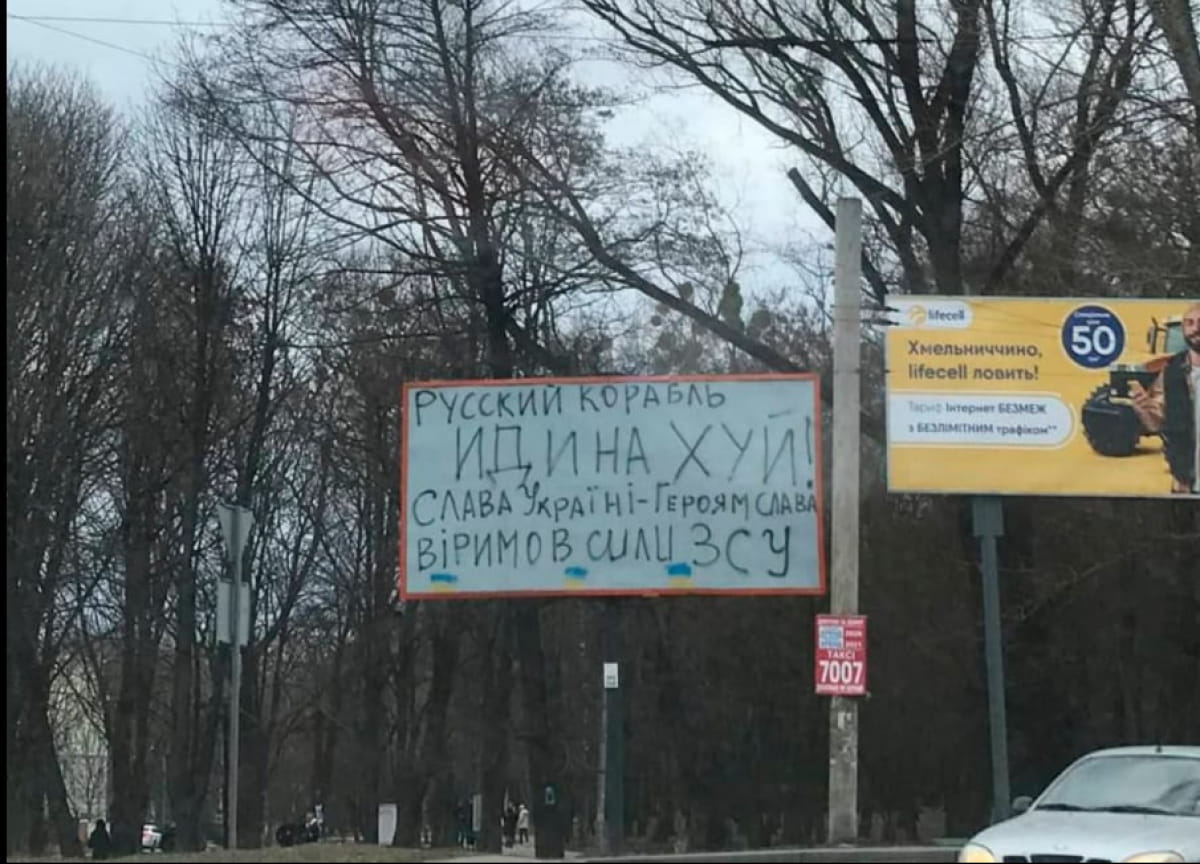 РУССКИЙ КОРАБЛЬ
ИДИ НА ХУЙ!
СЛАВА УКРАЇНІ-ГЕРОЯМ СЛАВА
ВІРИМО В СИЛИ ЗСУ
lifecell
50
Хмельниччино,
lifecell ловить!
Тариф Інтернет БЕЗМЕЖ
з БЕЗЛІМІТНИМ трафіком**
ТАКСІ
7007